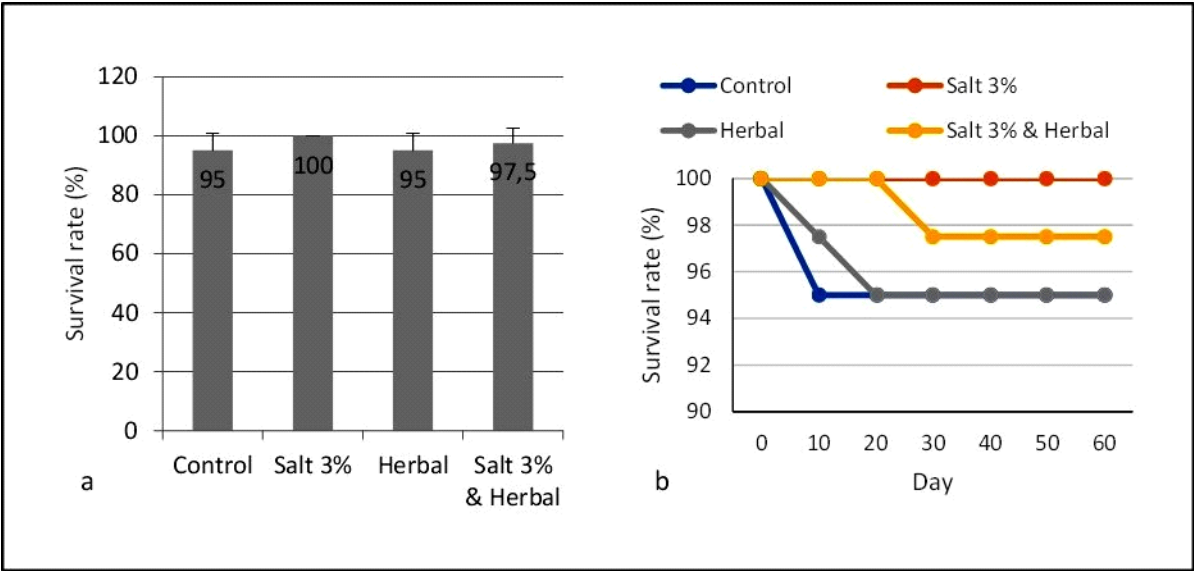 120
100
80
60
40
20
0
Survival rate (%)
95
100
95
97,5
Control
Salt 3%
Herbal
Salt 3%
& Herbal
a
Control
Salt 3%
Herbal
Salt 3% & Herbal
100
98
96
94
92
90
Survival rate (%)
0 10 20 30 40 50 60
Day
b